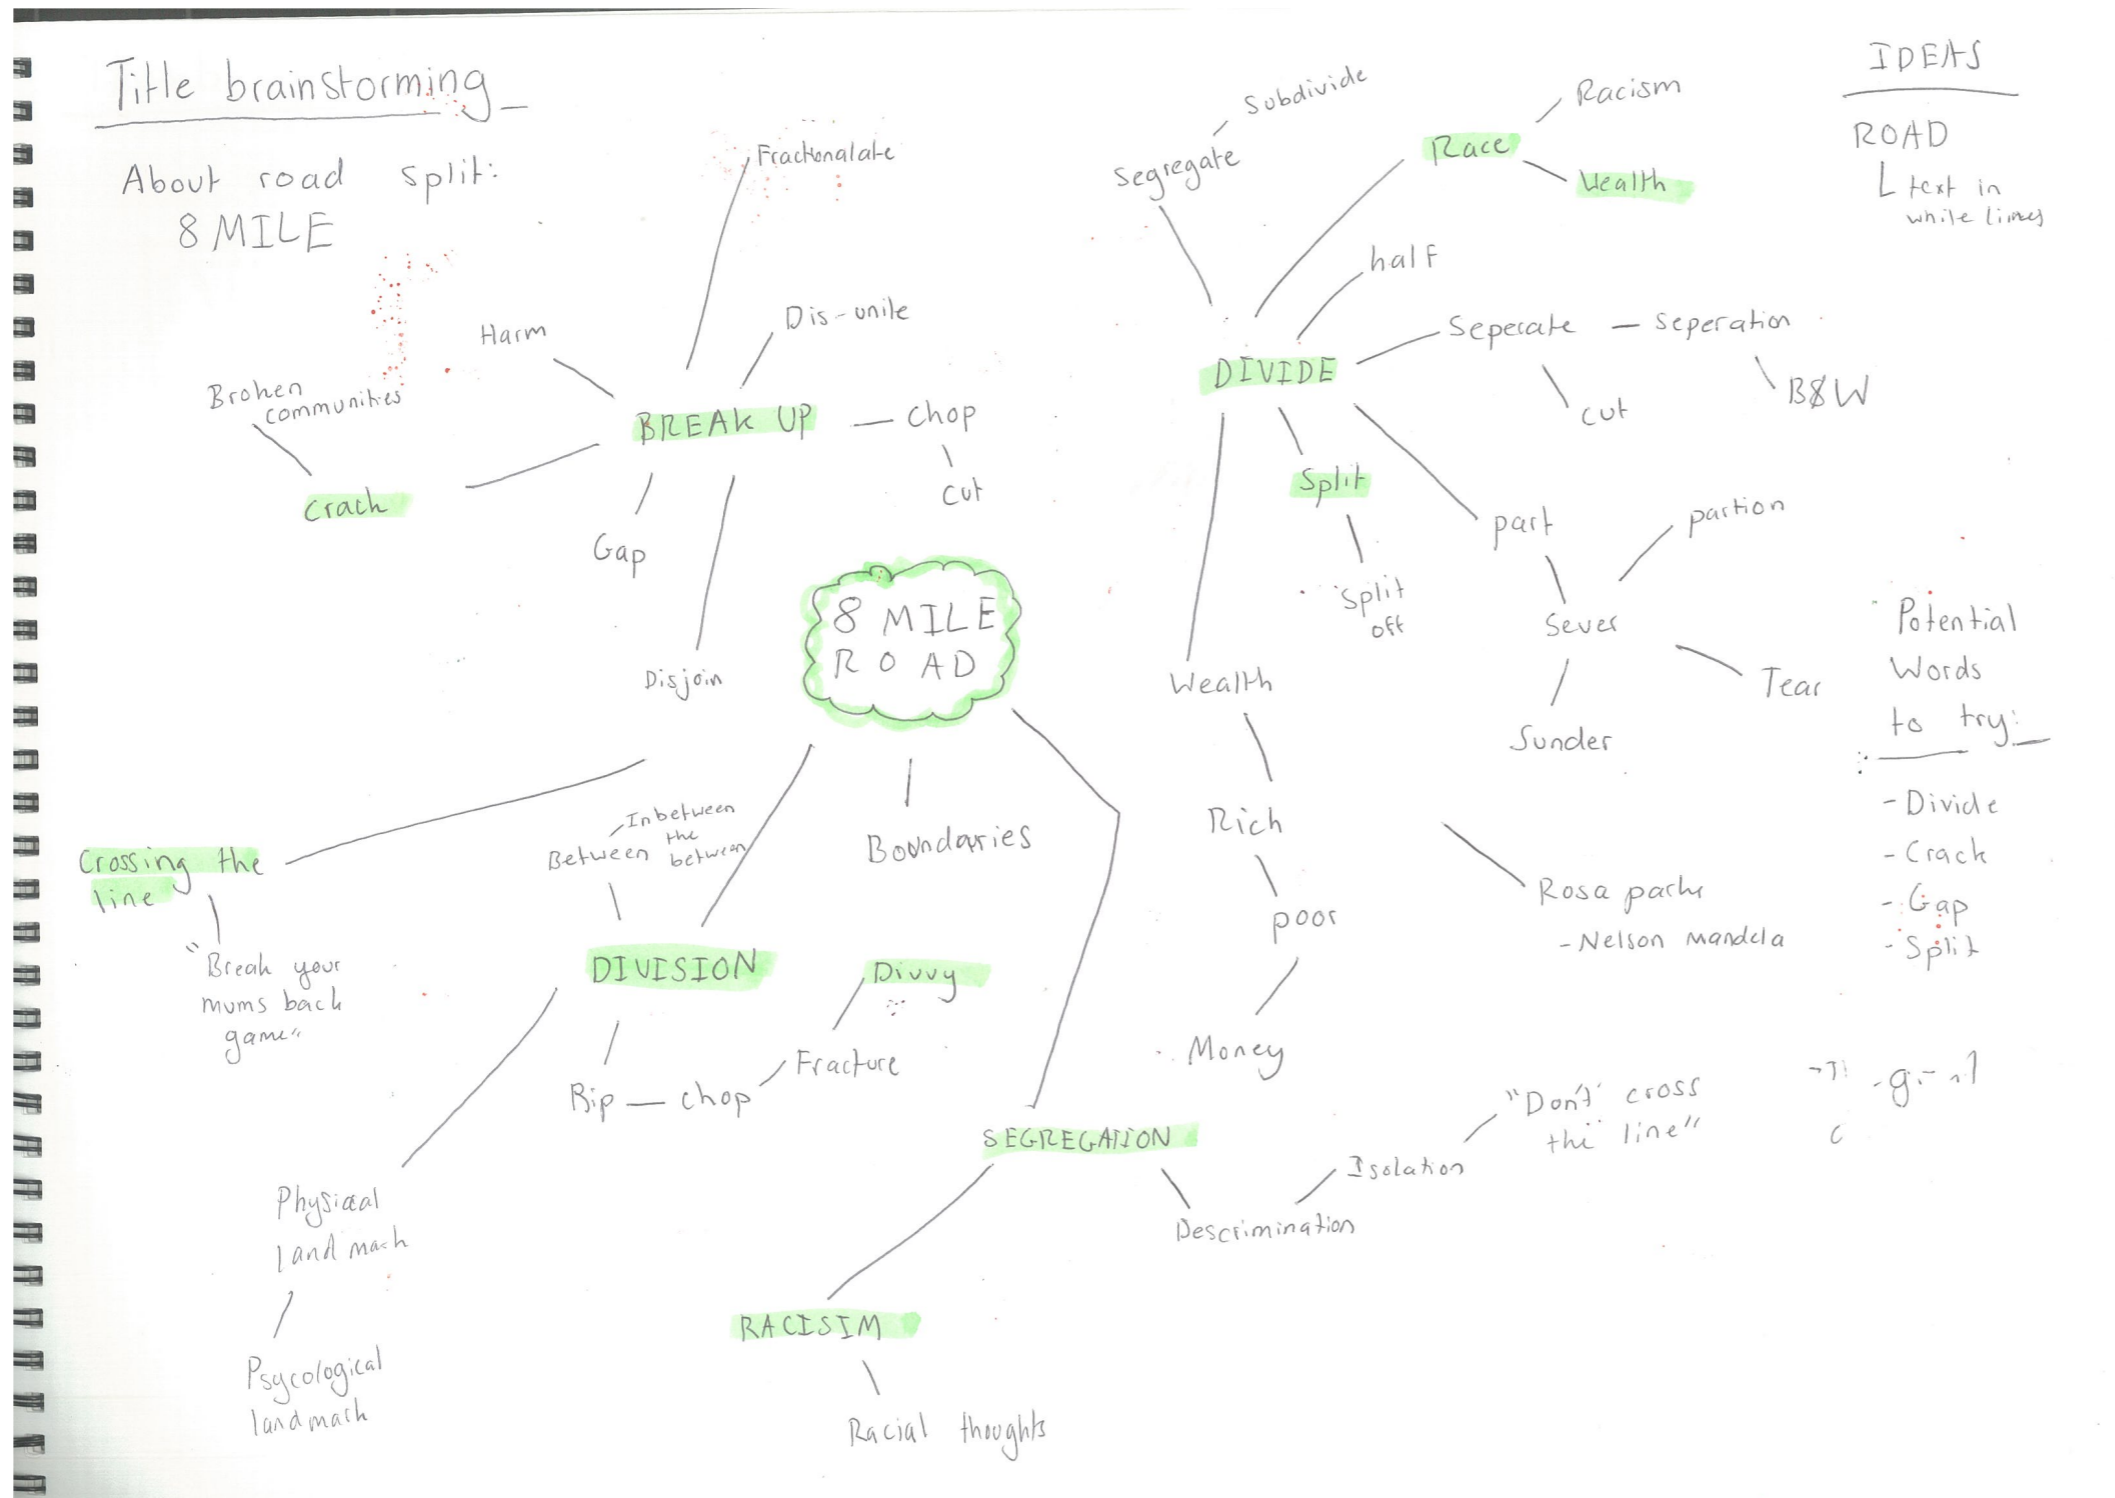 Title brainstorming
About road split:
8 MILE
Fractionalate
Harm
Dis-unite
Broken
communities
BREAK UP
Chop
cut
Crack
Gap
Disjoin
8 MILE
ROAD
Subdivide
Segregate
Race
Racism
Wealth
half
DIVIDE
Seperate
seperation
cut
B&W
Split
Split
off
part
partion
Sever
Tear
Sunder
Wealth
Rich
poor
Money
Rosa parks
- Nelson mandela
IDEAS
ROAD
text in
white lines
Potential
Words
to try:
- Divide
- Crack
- Gap
- Split
Crossing the
line
"Break your
mums back
game"
Inbetween
the
between
Between
Boundaries
DIVISION
Divvy
Rip
chop
Fracture
Physical
landmark
Psycological
landmark
SEGREGATION
Descrimination
Isolation
"Don't cross
the line"
RACISIM
Racial thoughts